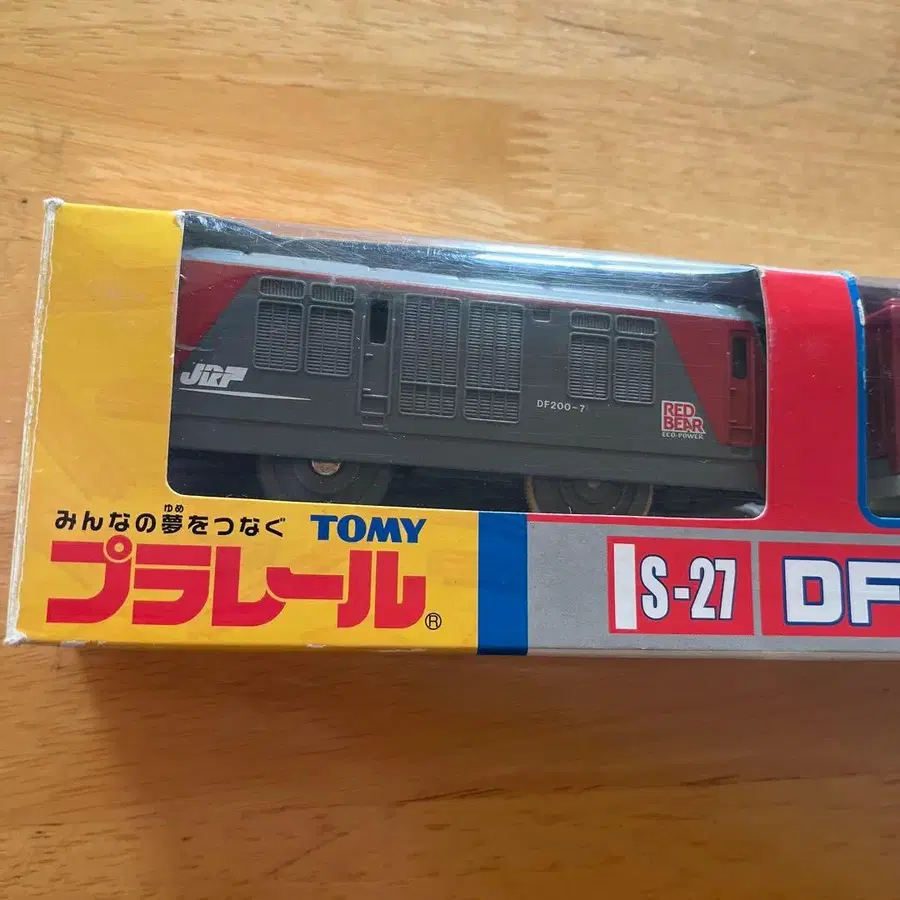 JRF
DF200-7
RED
BEAR
ECO-POWER
みんなの夢をつなぐ
ゆめ
TOMY
プラレール®
S-27
DF